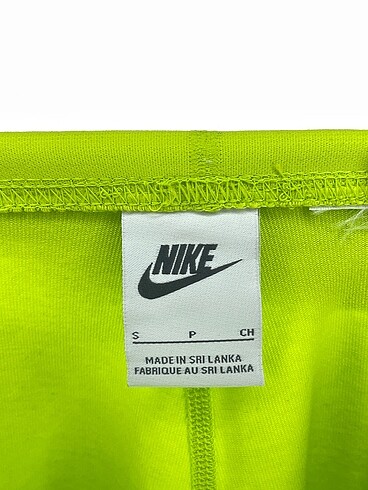 NIKE
S P CH
MADE IN SRI LANKA
FABRIQUE AU SRI LANKA